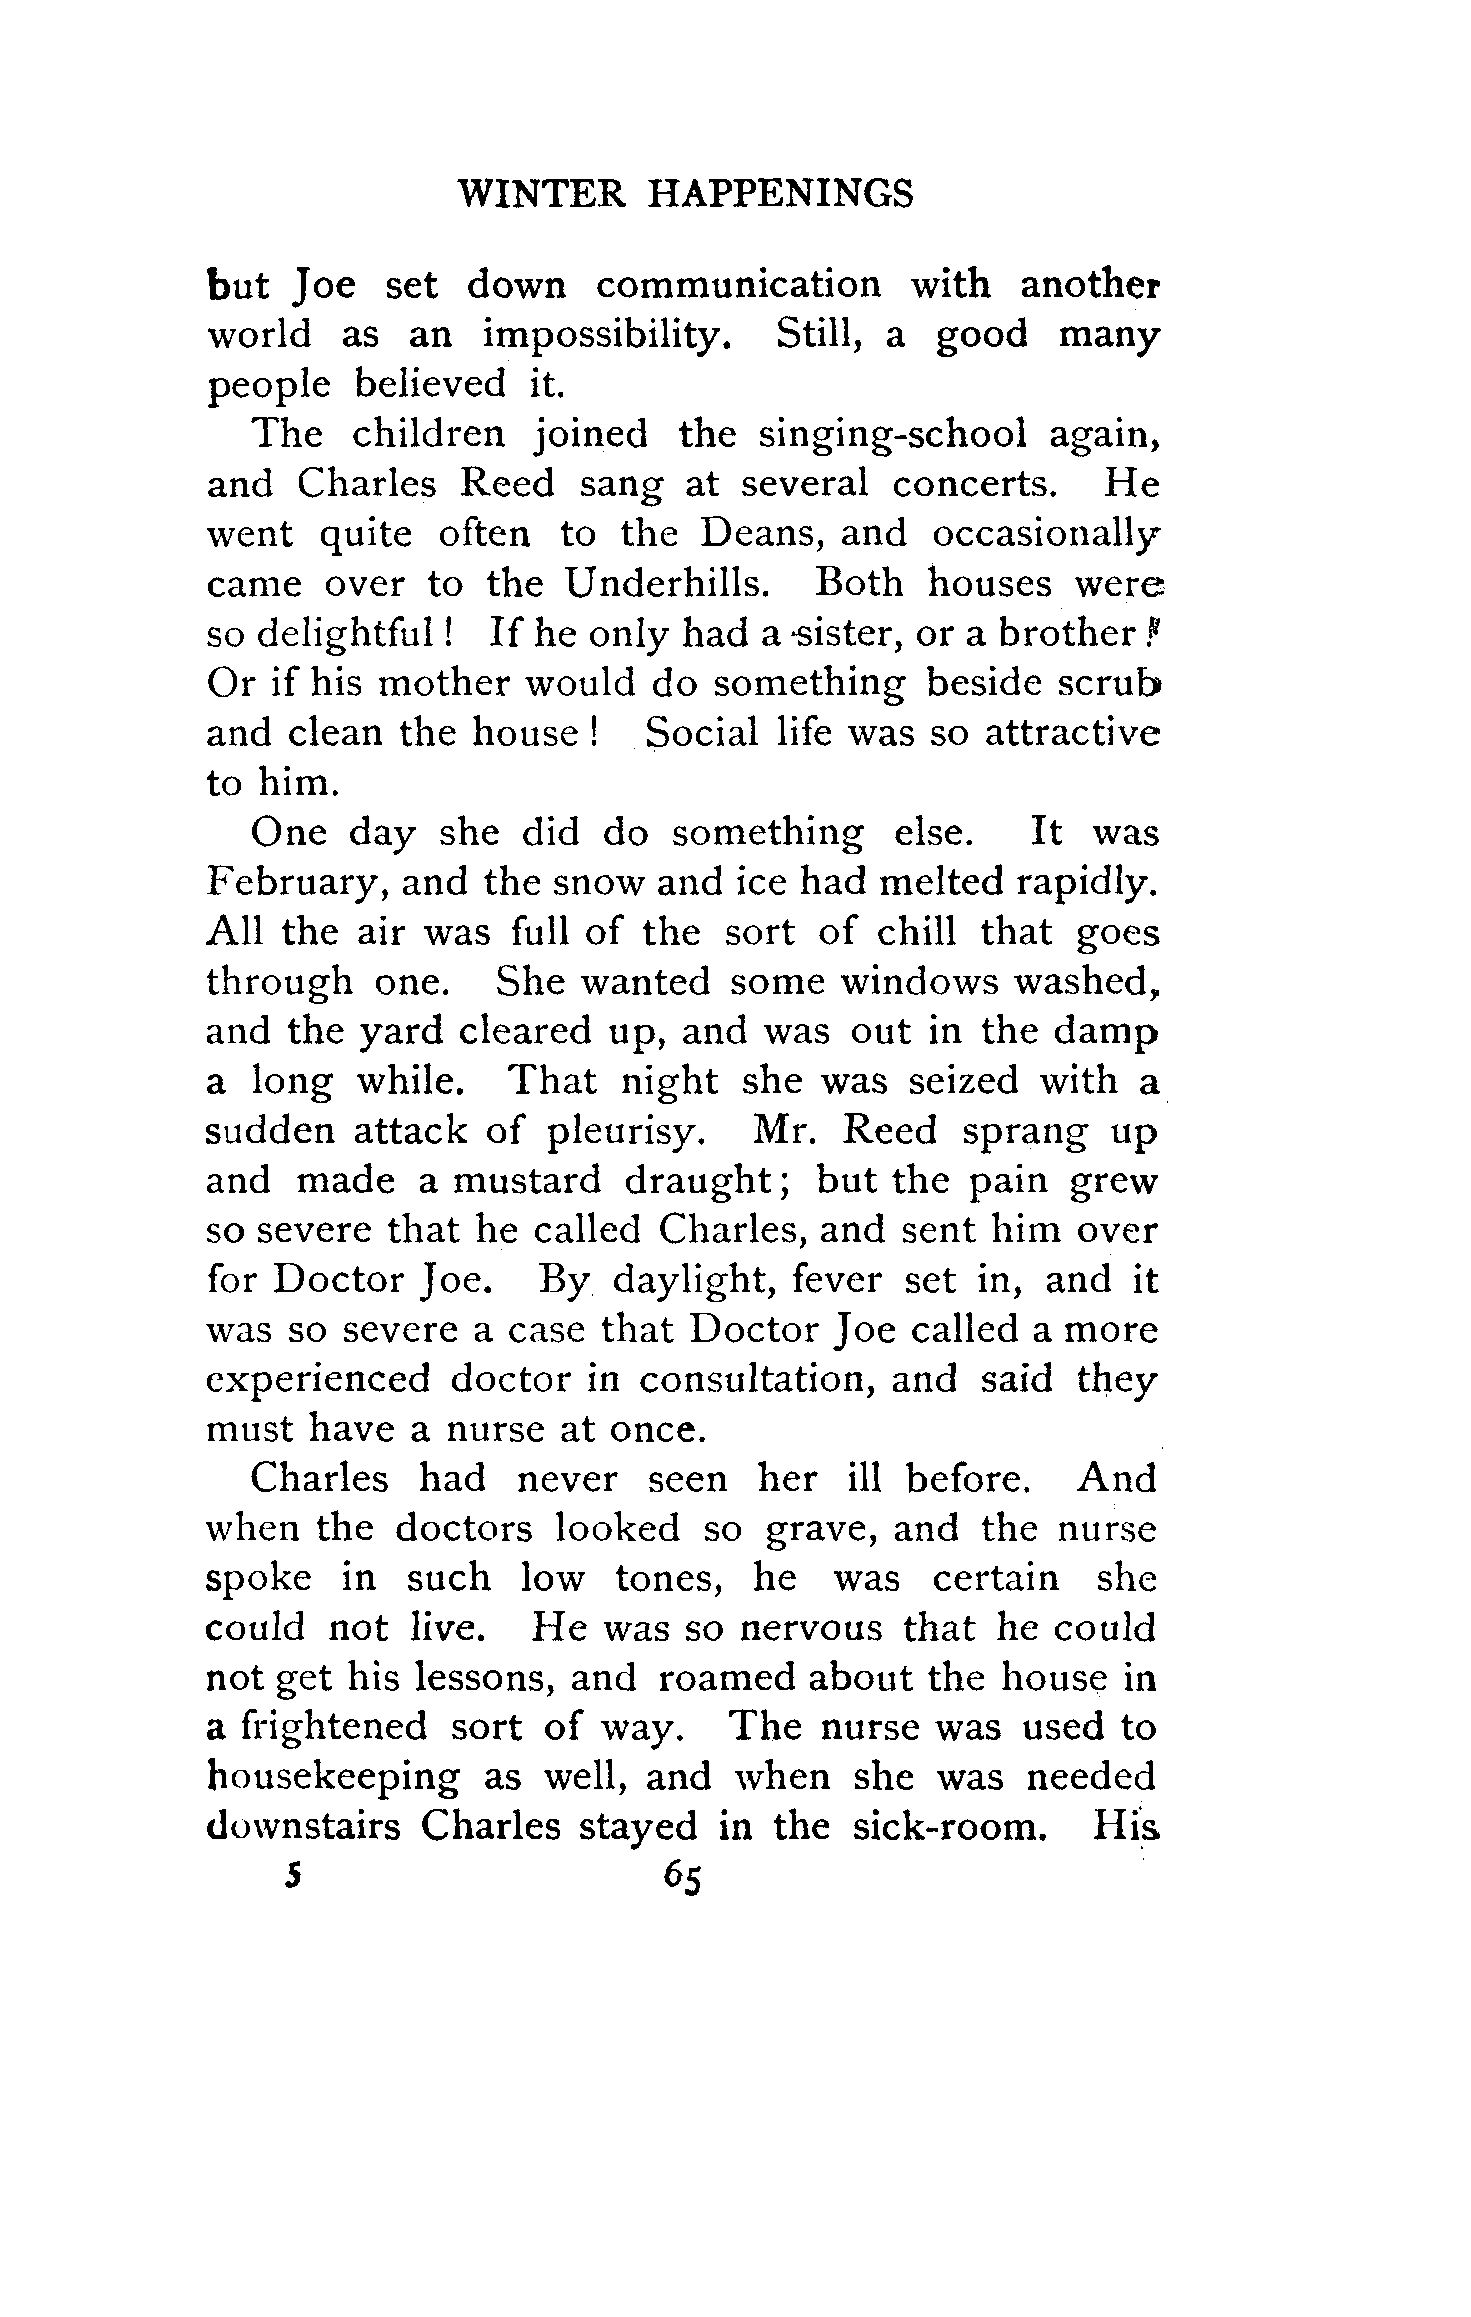 WINTER HAPPENINGS
but Joe set down communication with another
world as an impossibility. Still, a good many
people believed it.
The children joined the singing-school again,
and Charles Reed sang at several concerts. He
went quite often to the Deans, and occasionally
came over to the Underhills. Both houses were
so delightful! If he only had a sister, or a brother!
Or if his mother would do something beside scrub
and clean the house! Social life was so attractive
to him.
One day she did do something else. It was
February, and the snow and ice had melted rapidly.
All the air was full of the sort of chill that goes
through one. She wanted some windows washed,
and the yard cleared up, and was out in the damp
a long while. That night she was seized with a
sudden attack of pleurisy. Mr. Reed sprang up
and made a mustard draught; but the pain grew
so severe that he called Charles, and sent him over
for Doctor Joe. By daylight, fever set in, and it
was so severe a case that Doctor Joe called a more
experienced doctor in consultation, and said they
must have a nurse at once.
Charles had never seen her ill before. And
when the doctors looked so grave, and the nurse
spoke in such low tones, he was certain she
could not live. He was so nervous that he could
not get his lessons, and roamed about the house in
a frightened sort of way. The nurse was used to
housekeeping as well, and when she was needed
downstairs Charles stayed in the sick-room. His
5 65